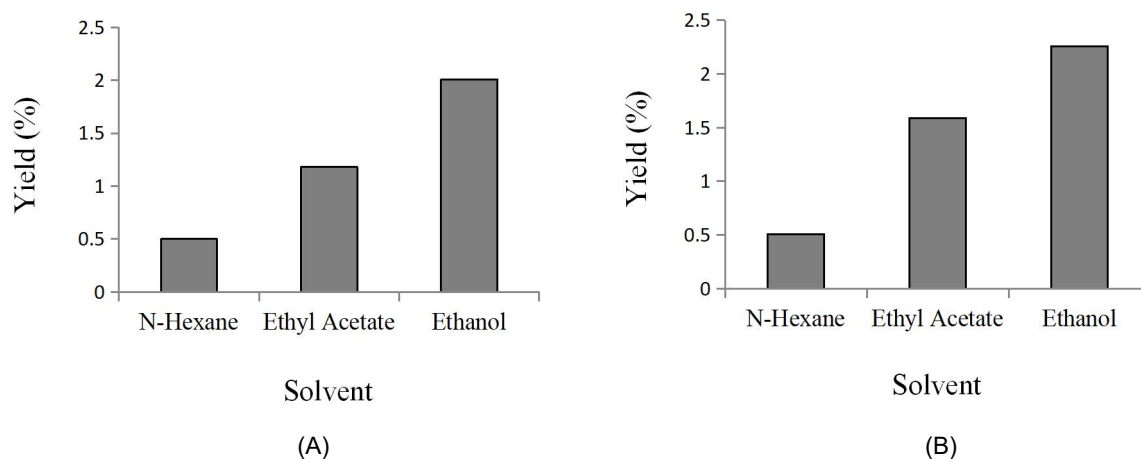 2.5
2
1.5
1
0.5
0
Yield (%)
N-Hexane Ethyl Acetate Ethanol
Solvent
(A)
2.5
2
1.5
1
0.5
0
Yield (%)
N-Hexane Ethyl Acetate Ethanol
Solvent
(B)